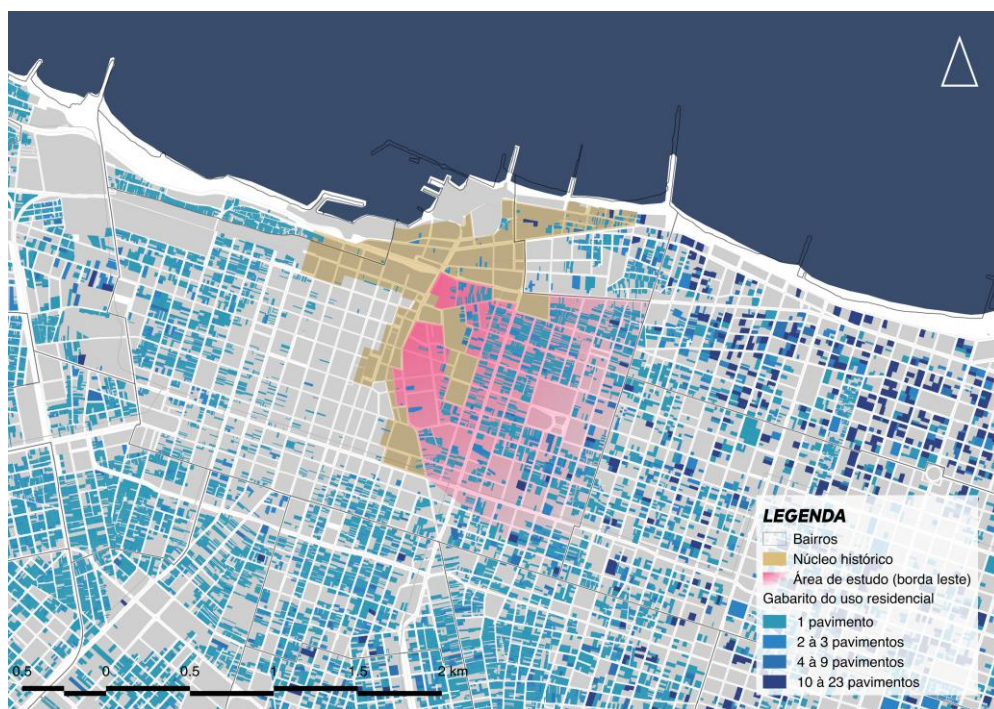 LEGENDA
Bairros
Núcleo histórico
Área de estudo (borda leste)
Gabarito do uso residencial
1 pavimento
2 à 3 pavimentos
4 à 9 pavimentos
10 à 23 pavimentos
0.5 0 0.5 1 1.5 2 km